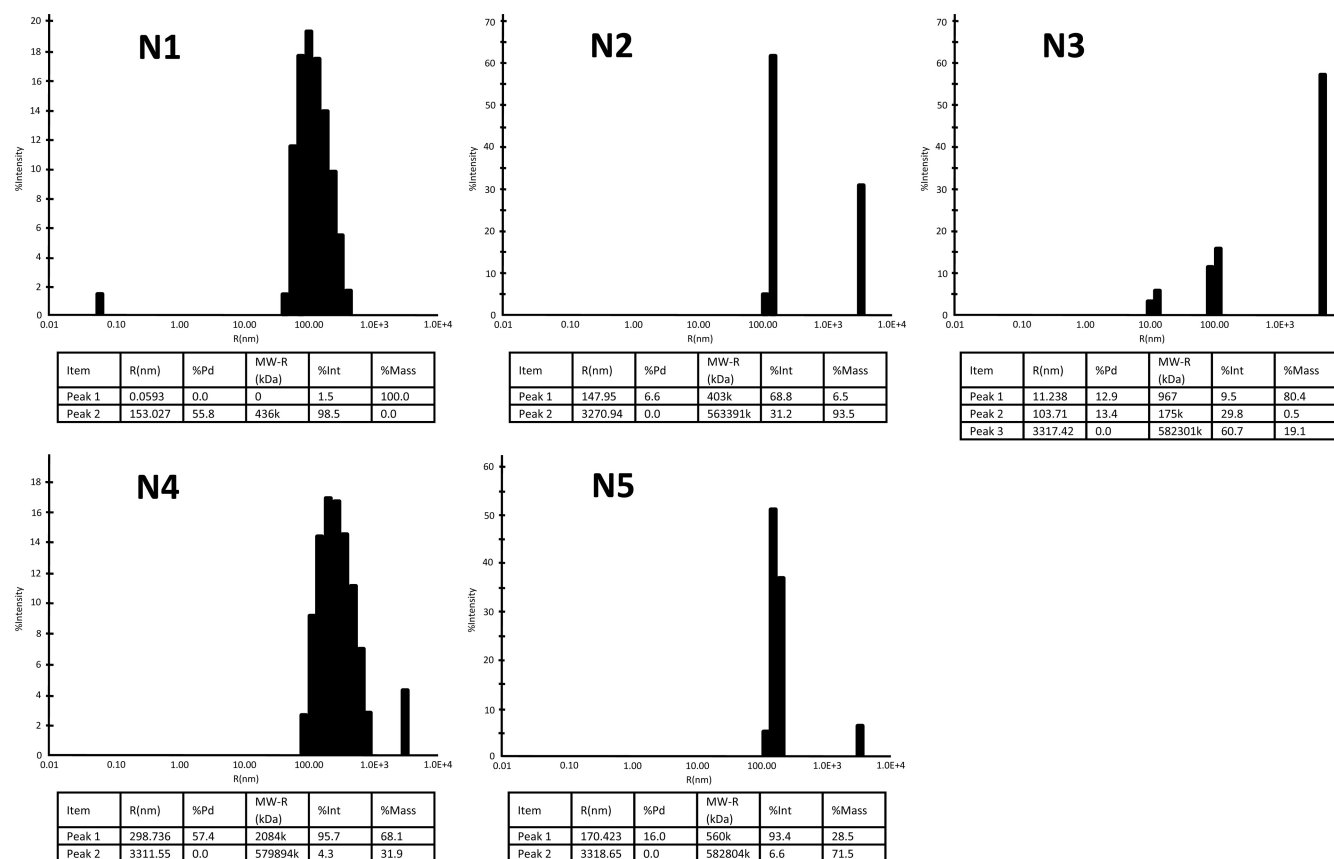 N1
%Intensity
20
18
16
14
12
10
8
6
4
2
0
0.01 0.10 1.00 10.00 100.00 1.0E+3 1.0E+4
R(nm)
Item R(nm) %Pd MW-R (kDa) %Int %Mass
Peak 1 0.0593 0.0 0 1.5 100.0
Peak 2 153.027 55.8 436k 98.5 0.0
N2
%Intensity
70
60
50
40
30
20
10
0
0.01 0.10 1.00 10.00 100.00 1.0E+3 1.0E+4
R(nm)
Item R(nm) %Pd MW-R (kDa) %Int %Mass
Peak 1 147.95 6.6 403k 68.8 6.5
Peak 2 3270.94 0.0 563391k 31.2 93.5
N3
%Intensity
70
60
50
40
30
20
10
0
0.01 0.10 1.00 10.00 100.00 1.0E+3
R(nm)
Item R(nm) %Pd MW-R (kDa) %Int %Mass
Peak 1 11.238 12.9 967 9.5 80.4
Peak 2 103.71 13.4 175k 29.8 0.5
Peak 3 3317.42 0.0 582301k 60.7 19.1
N4
%Intensity
18
16
14
12
10
8
6
4
2
0
0.01 0.10 1.00 10.00 100.00 1.0E+3 1.0E+4
R(nm)
Item R(nm) %Pd MW-R (kDa) %Int %Mass
Peak 1 298.736 57.4 2084k 95.7 68.1
Peak 2 3311.55 0.0 579894k 4.3 31.9
N5
%Intensity
60
50
40
30
20
10
0
0.01 0.10 1.00 10.00 100.00 1.0E+3 1.0E+4
R(nm)
Item R(nm) %Pd MW-R (kDa) %Int %Mass
Peak 1 170.423 16.0 560k 93.4 28.5
Peak 2 3318.65 0.0 582804k 6.6 71.5